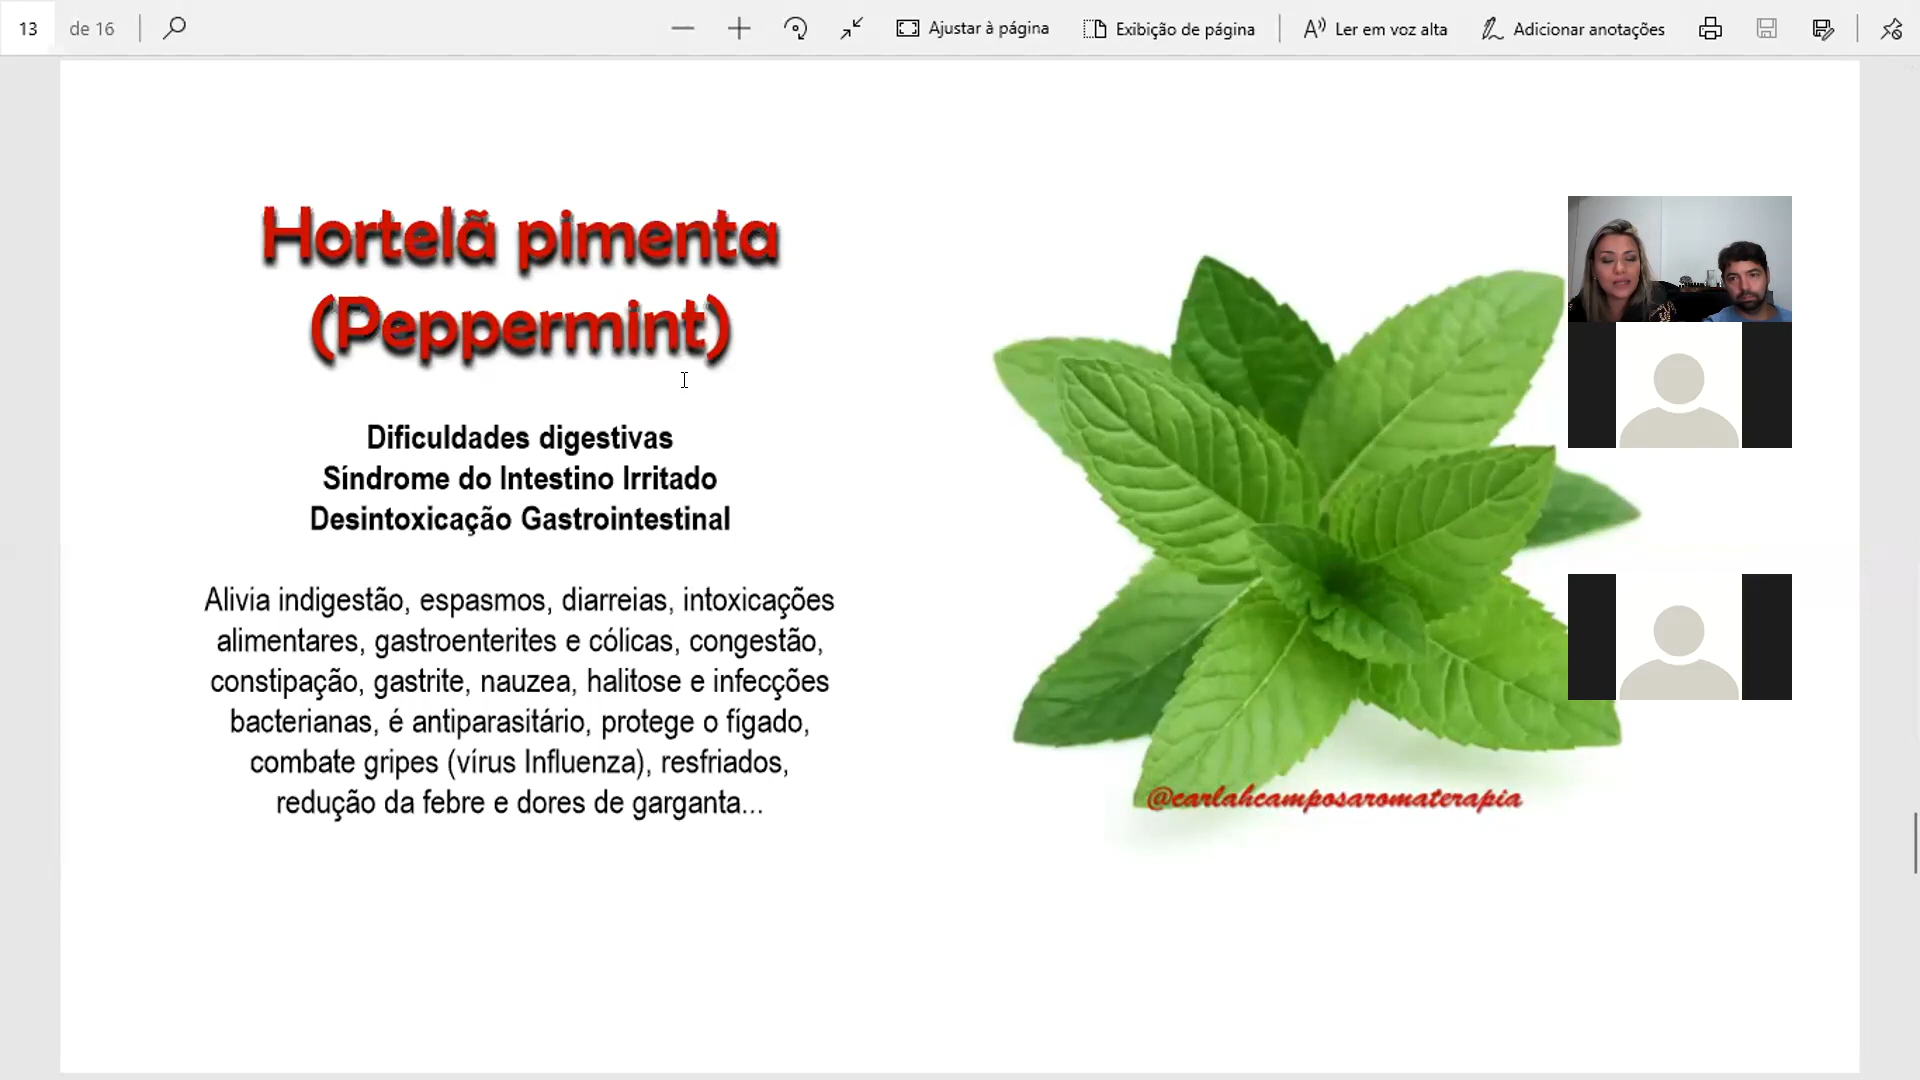 13 de 16 Ajustar à página Exibição de página Ler em voz alta Adicionar anotações
Hortelã pimenta
(Peppermint)
Dificuldades digestivas
Síndrome do Intestino Irritado
Desintoxicação Gastrointestinal
Alivia indigestão, espasmos, diarreias, intoxicações
alimentares, gastroenterites e cólicas, congestão,
constipação, gastrite, nauzea, halitose e infecções
bacterianas, é antiparasitário, protege o fígado,
combate gripes (vírus Influenza), resfriados,
redução da febre e dores de garganta...
@carlahcamposaromaterapia